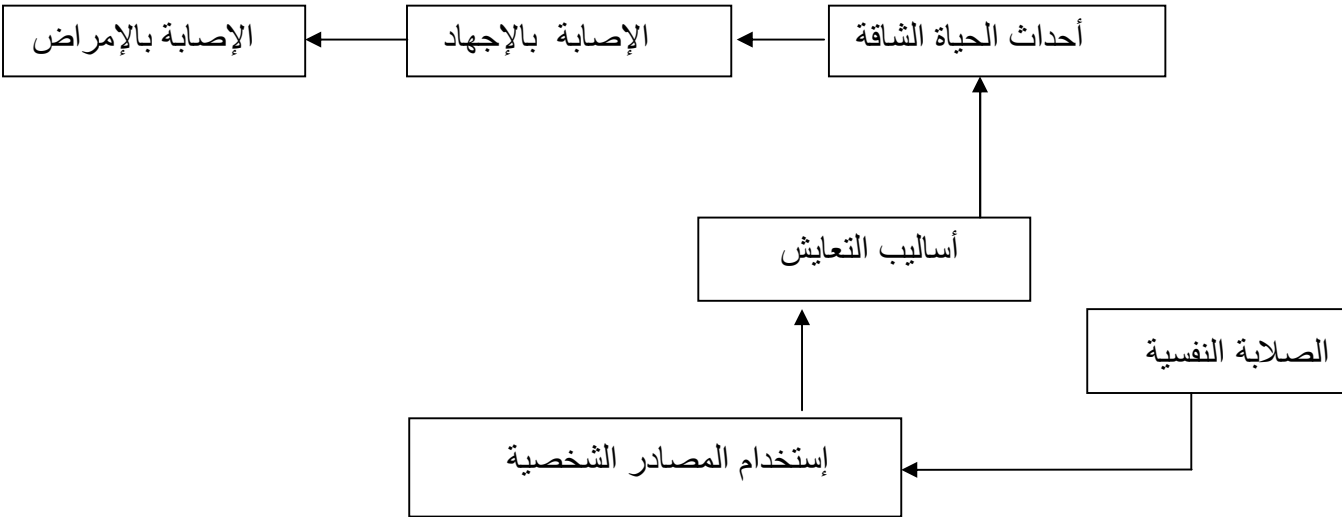 أحداث الحياة الشاقة
الإصابة بالإجهاد
الإصابة بالإمراض
أساليب التعايش
الصلابة النفسية
إستخدام المصادر الشخصية